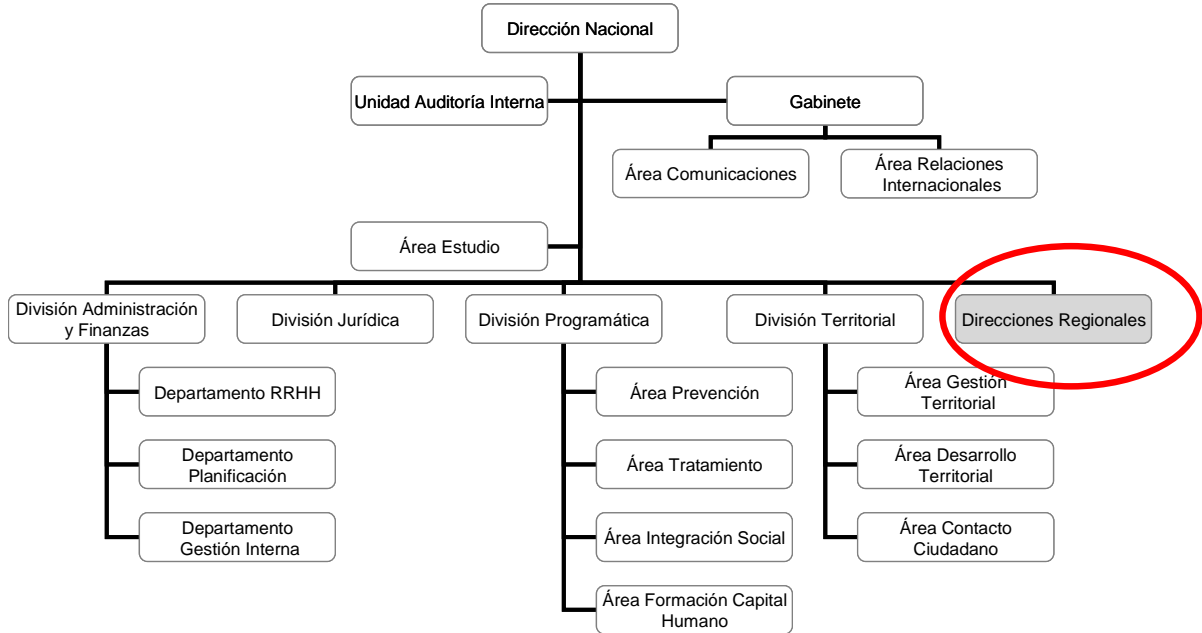 Dirección Nacional
Unidad Auditoría Interna
Gabinete
Área Comunicaciones
Área Relaciones
Internacionales
Área Estudio
División Administración
y Finanzas
División Jurídica
División Programática
División Territorial
Direcciones Regionales
Departamento RRHH
Departamento
Planificación
Departamento
Gestión Interna
Área Prevención
Área Tratamiento
Área Integración Social
Área Formación Capital
Humano
Área Gestión
Territorial
Área Desarrollo
Territorial
Área Contacto
Ciudadano